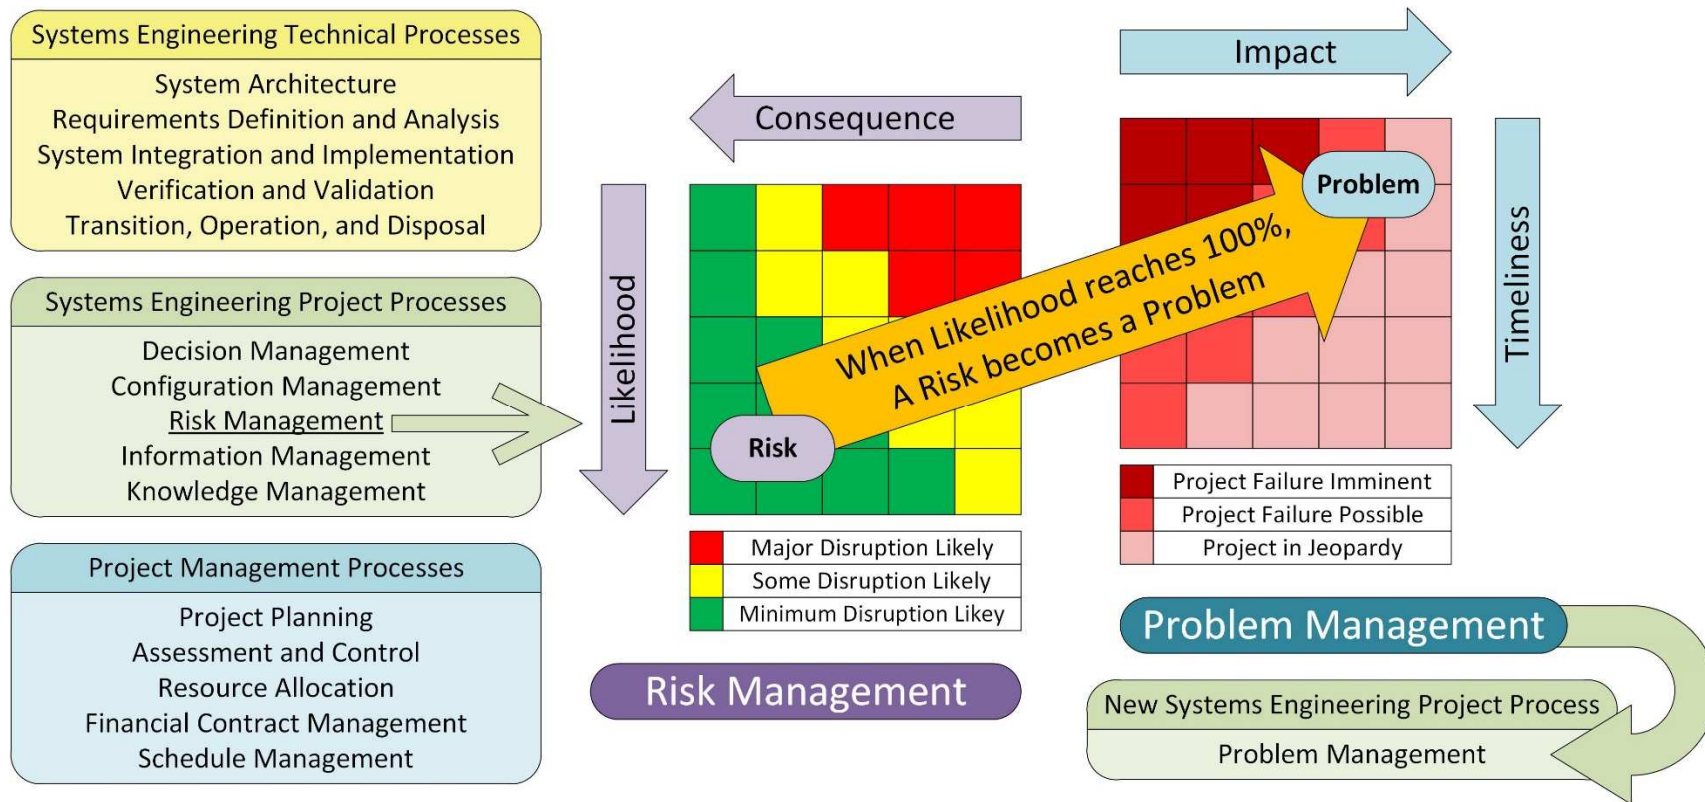 Systems Engineering Technical Processes
System Architecture
Requirements Definition and Analysis
System Integration and Implementation
Verification and Validation
Transition, Operation, and Disposal
Systems Engineering Project Processes
Decision Management
Configuration Management
Risk Management
Information Management
Knowledge Management
Project Management Processes
Project Planning
Assessment and Control
Resource Allocation
Financial Contract Management
Schedule Management
Consequence
Likelihood
Risk
When Likelihood reaches 100%,
A Risk becomes a Problem
Major Disruption Likely
Some Disruption Likely
Minimum Disruption Likey
Risk Management
Impact
Problem
Timeliness
Project Failure Imminent
Project Failure Possible
Project in Jeopardy
Problem Management
New Systems Engineering Project Process
Problem Management